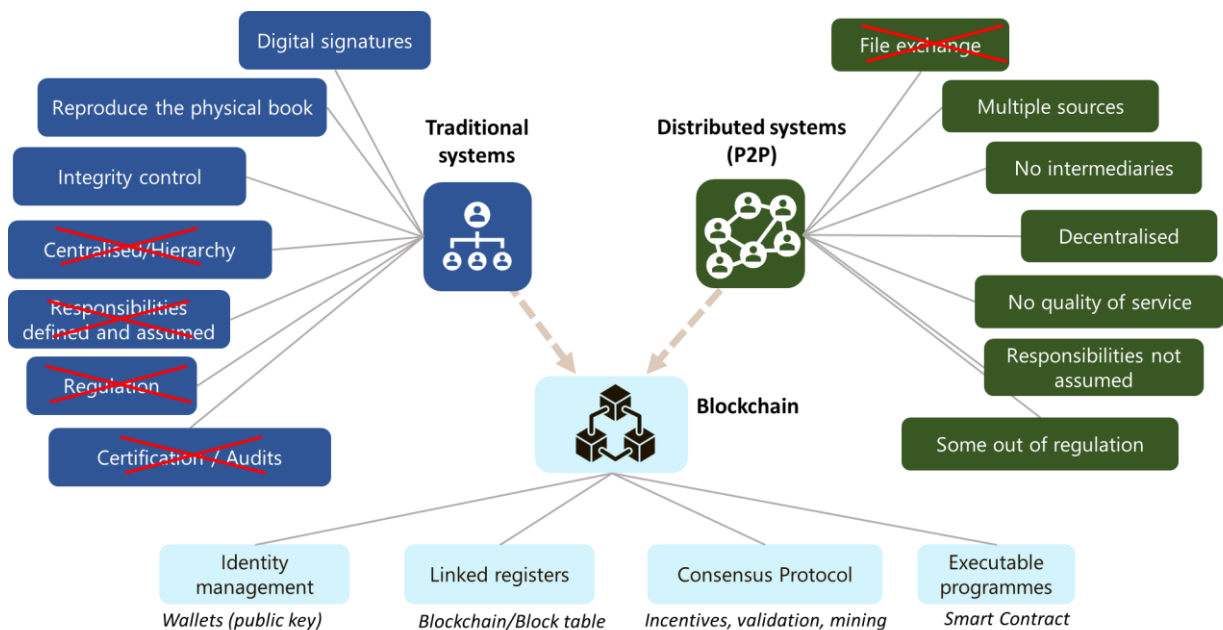 Digital signatures
Reproduce the physical book
Integrity control
Centralised/Hierarchy
Responsibilities
defined and assumed
Regulation
Certification / Audits
Traditional
systems
Distributed systems
(P2P)
File exchange
Multiple sources
No intermediaries
Decentralised
No quality of service
Responsibilities not
assumed
Some out of regulation
Blockchain
Identity
management
Wallets (public key)
Linked registers
Blockchain/Block table
Consensus Protocol
Incentives, validation, mining
Executable
programmes
Smart Contract